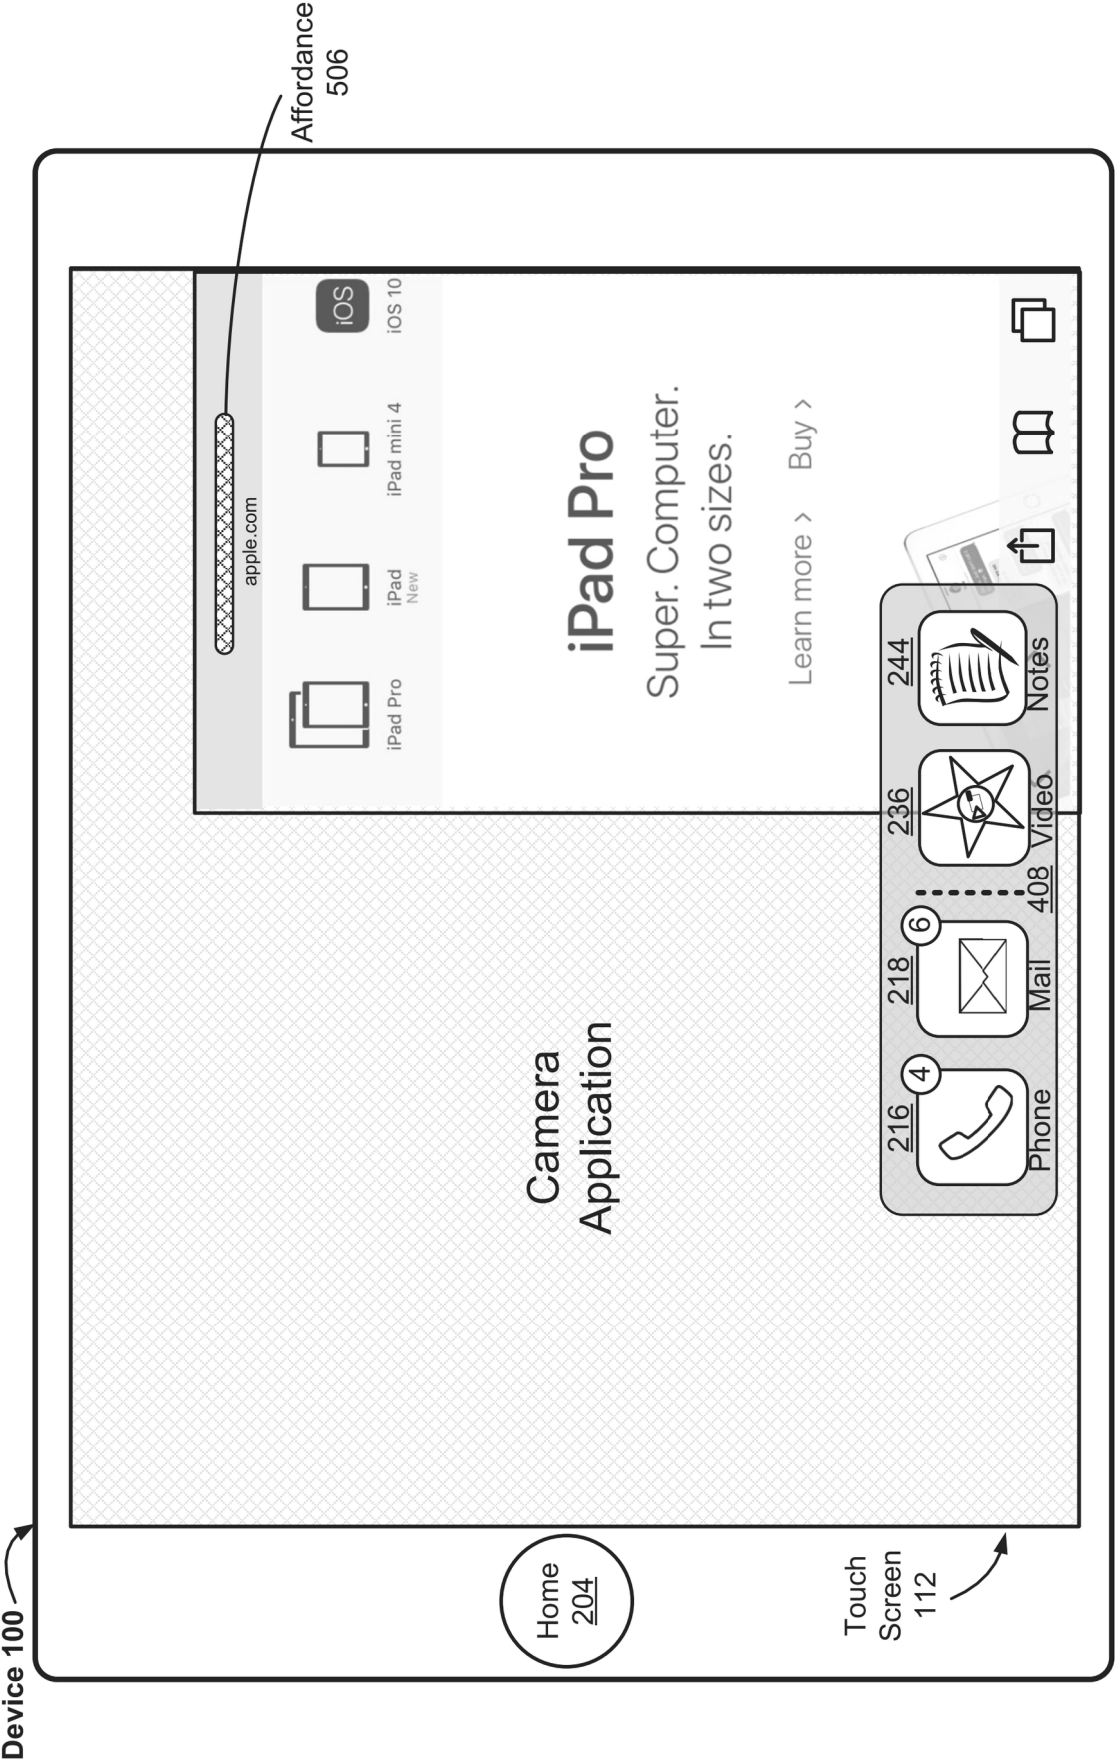 Affordance
506
apple.com
iPad Pro
iPad
New
iPad mini 4
iOS
iOS 10
iPad Pro
Super. Computer.
In two sizes.
Learn more >
Buy >
Camera
Application
216
4
Phone
218
6
Mail
408
236
Video
244
Notes
Home
204
Touch
Screen
112
Device 100